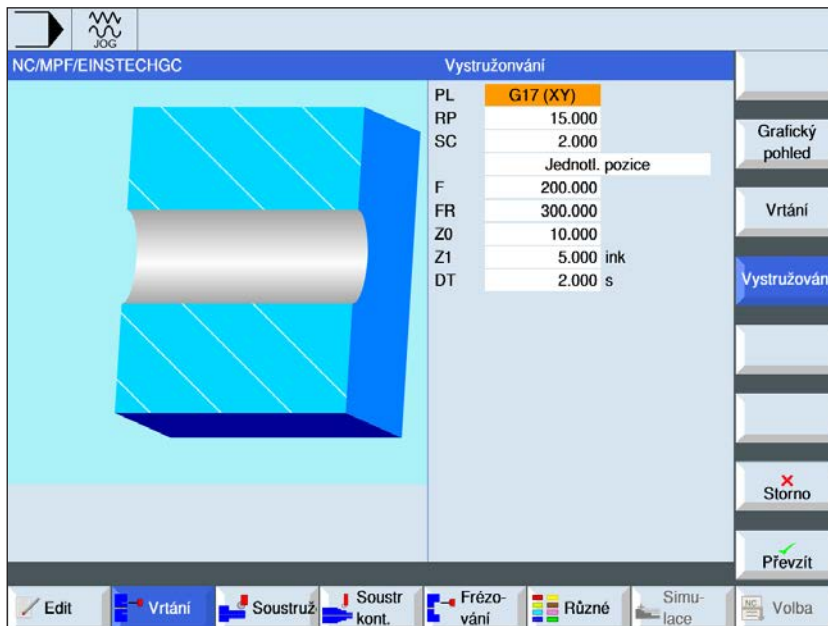 JOG
NC/MPF/EINSTECHGC
Vystružonvání
PL G17 (XY)
RP 15.000
SC 2.000
Jednotl. pozice
F 200.000
FR 300.000
Z0 10.000
Z1 5.000 ink
DT 2.000 s
Grafický
pohled
Vrtání
Vystružován
Storno
Převzít
Edit
Vrtání
Soustruž
Soustr
kont.
Frézo-
vání
Různé
Simu-
lace
NC
Volba